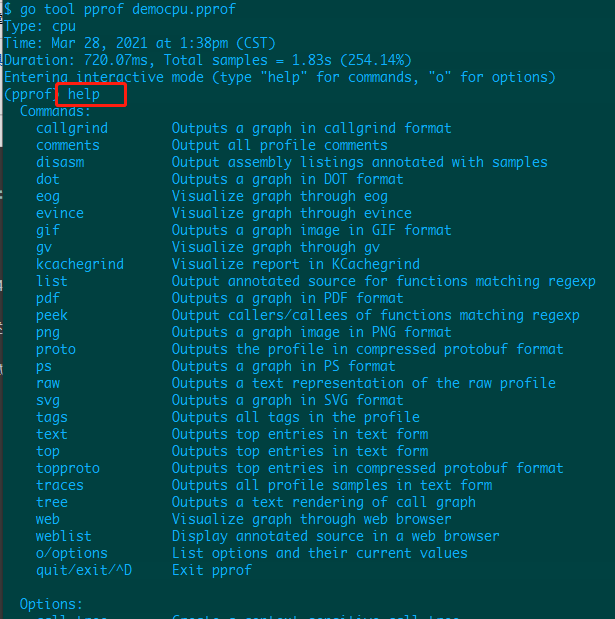 $ go tool pprof democpu.pprof
Type: cpu
Time: Mar 28, 2021 at 1:38pm (CST)
Duration: 720.07ms, Total samples = 1.83s (254.14%)
Entering interactive mode (type "help" for commands, "o" for options)
(pprof) help
Commands:
callgrind Outputs a graph in callgrind format
comments Output all profile comments
disasm Output assembly listings annotated with samples
dot Outputs a graph in DOT format
eog Visualize graph through eog
evince Visualize graph through evince
gif Outputs a graph image in GIF format
gv Visualize graph through gv
kcachegrind Visualize report in KCachegrind
list Output annotated source for functions matching regexp
pdf Outputs a graph in PDF format
peek Output callers/callees of functions matching regexp
png Outputs a graph image in PNG format
proto Outputs the profile in compressed protobuf format
ps Outputs a graph in PS format
raw Outputs a text representation of the raw profile
svg Outputs a graph in SVG format
tags Outputs all tags in the profile
text Outputs top entries in text form
top Outputs top entries in text form
topproto Outputs top entries in compressed protobuf format
traces Outputs all profile samples in text form
tree Outputs a text rendering of call graph
web Visualize graph through web browser
weblist Display annotated source in a web browser
o/options List options and their current values
quit/exit/^D Exit pprof
Options: